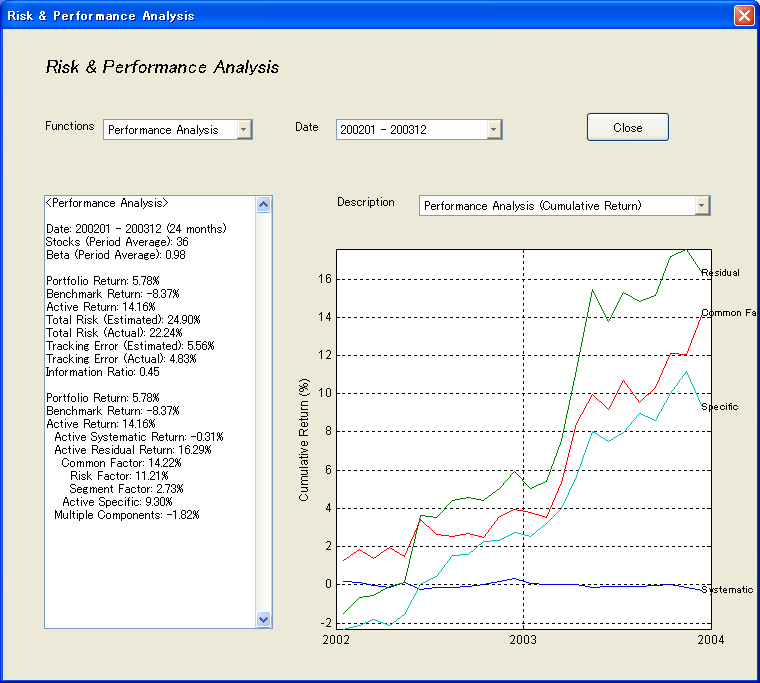 Risk & Performance Analysis
Risk & Performance Analysis
Functions
Performance Analysis
Date
200201 - 200312
Close
<Performance Analysis>
Date: 200201 - 200312 (24 months)
Stocks (Period Average): 36
Beta (Period Average): 0.98
Portfolio Return: 5.78%
Benchmark Return: -8.37%
Active Return: 14.16%
Total Risk (Estimated): 24.90%
Total Risk (Actual): 22.24%
Tracking Error (Estimated): 5.56%
Tracking Error (Actual): 4.83%
Information Ratio: 0.45
Portfolio Return: 5.78%
Benchmark Return: -8.37%
Active Return: 14.16%
Active Systematic Return: -0.31%
Active Residual Return: 16.29%
Common Factor: 14.22%
Risk Factor: 11.21%
Segment Factor: 2.73%
Active Specific: 9.30%
Multiple Components: -1.82%
Description
Performance Analysis (Cumulative Return)
Cumulative Return (%)
16
14
12
10
8
6
4
2
0
-2
2002
2003
2004
Residual
Common Fa
Specific
Systematic